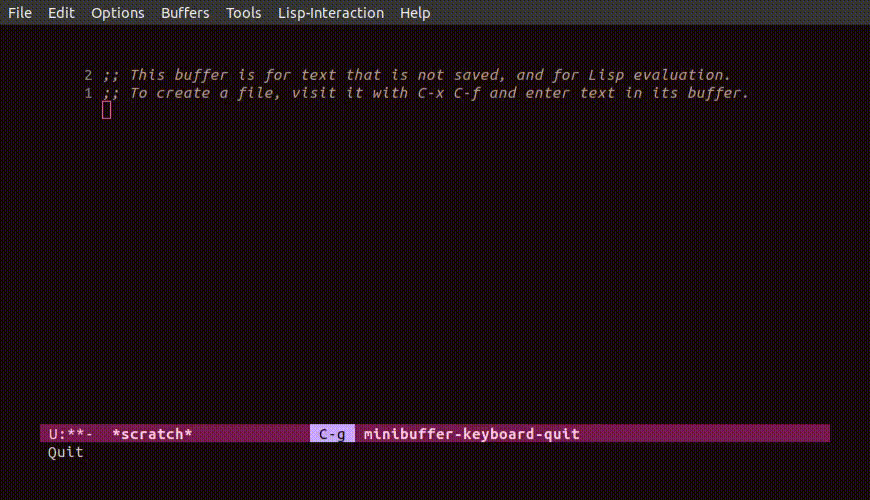 File Edit Options Buffers Tools Lisp-Interaction Help
2 ;; This buffer is for text that is not saved, and for Lisp evaluation.
1 ;; To create a file, visit it with C-x C-f and enter text in its buffer.
U:**- *scratch* C-g minibuffer-keyboard-quit
Quit